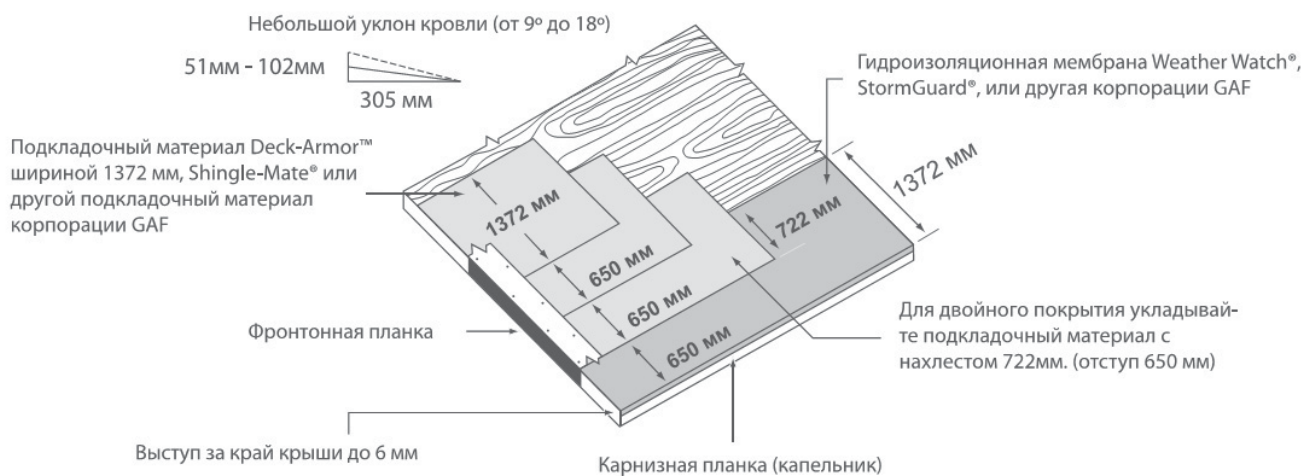 Небольшой уклон кровли (от 9º до 18º)
51мм - 102мм
305 мм
Гидроизоляционная мембрана Weather Watch®,
StormGuard®, или другая корпорации GAF
Подкладочный материал Deck-Armor™
шириной 1372 мм, Shingle-Mate® или
другой подкладочный материал
корпорации GAF
1372 мм
1372 мм
722 мм
650 мм
650 мм
650 мм
Фронтонная планка
Для двойного покрытия укладывай-
те подкладочный материал с
нахлестом 722мм. (отступ 650 мм)
Выступ за край крыши до 6 мм
Карнизная планка (капельник)